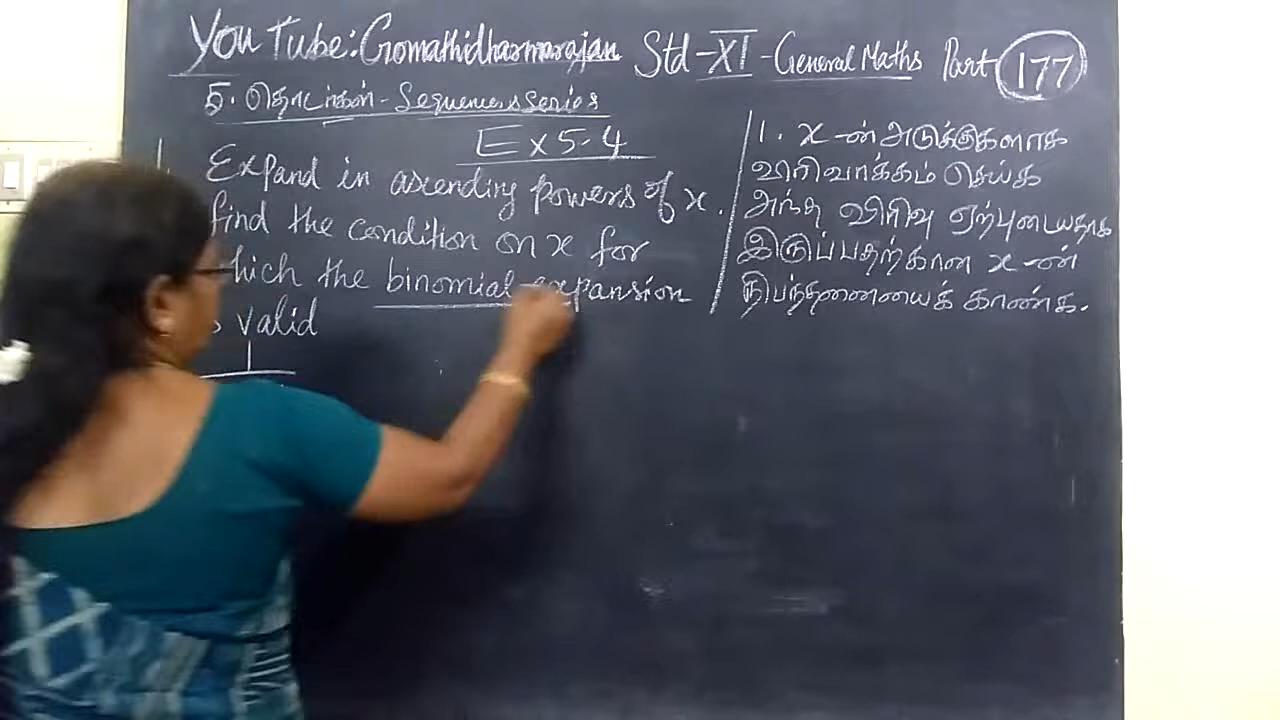 YouTube: Gomathidharmarajan Std-XI-General Maths Part 177
5. தொடர்கள் - Sequences & series
Ex 5.4
Expand in ascending powers of x.
find the condition on x for
which the binomial expansion
valid
1. x-ன் அடுக்குகளாக
விரிவாக்கம் செய்க
அந்த விரிவு ஏற்புடையதாக
இருப்பதற்கான x-ன்
நிபந்தனையைக் காண்க.